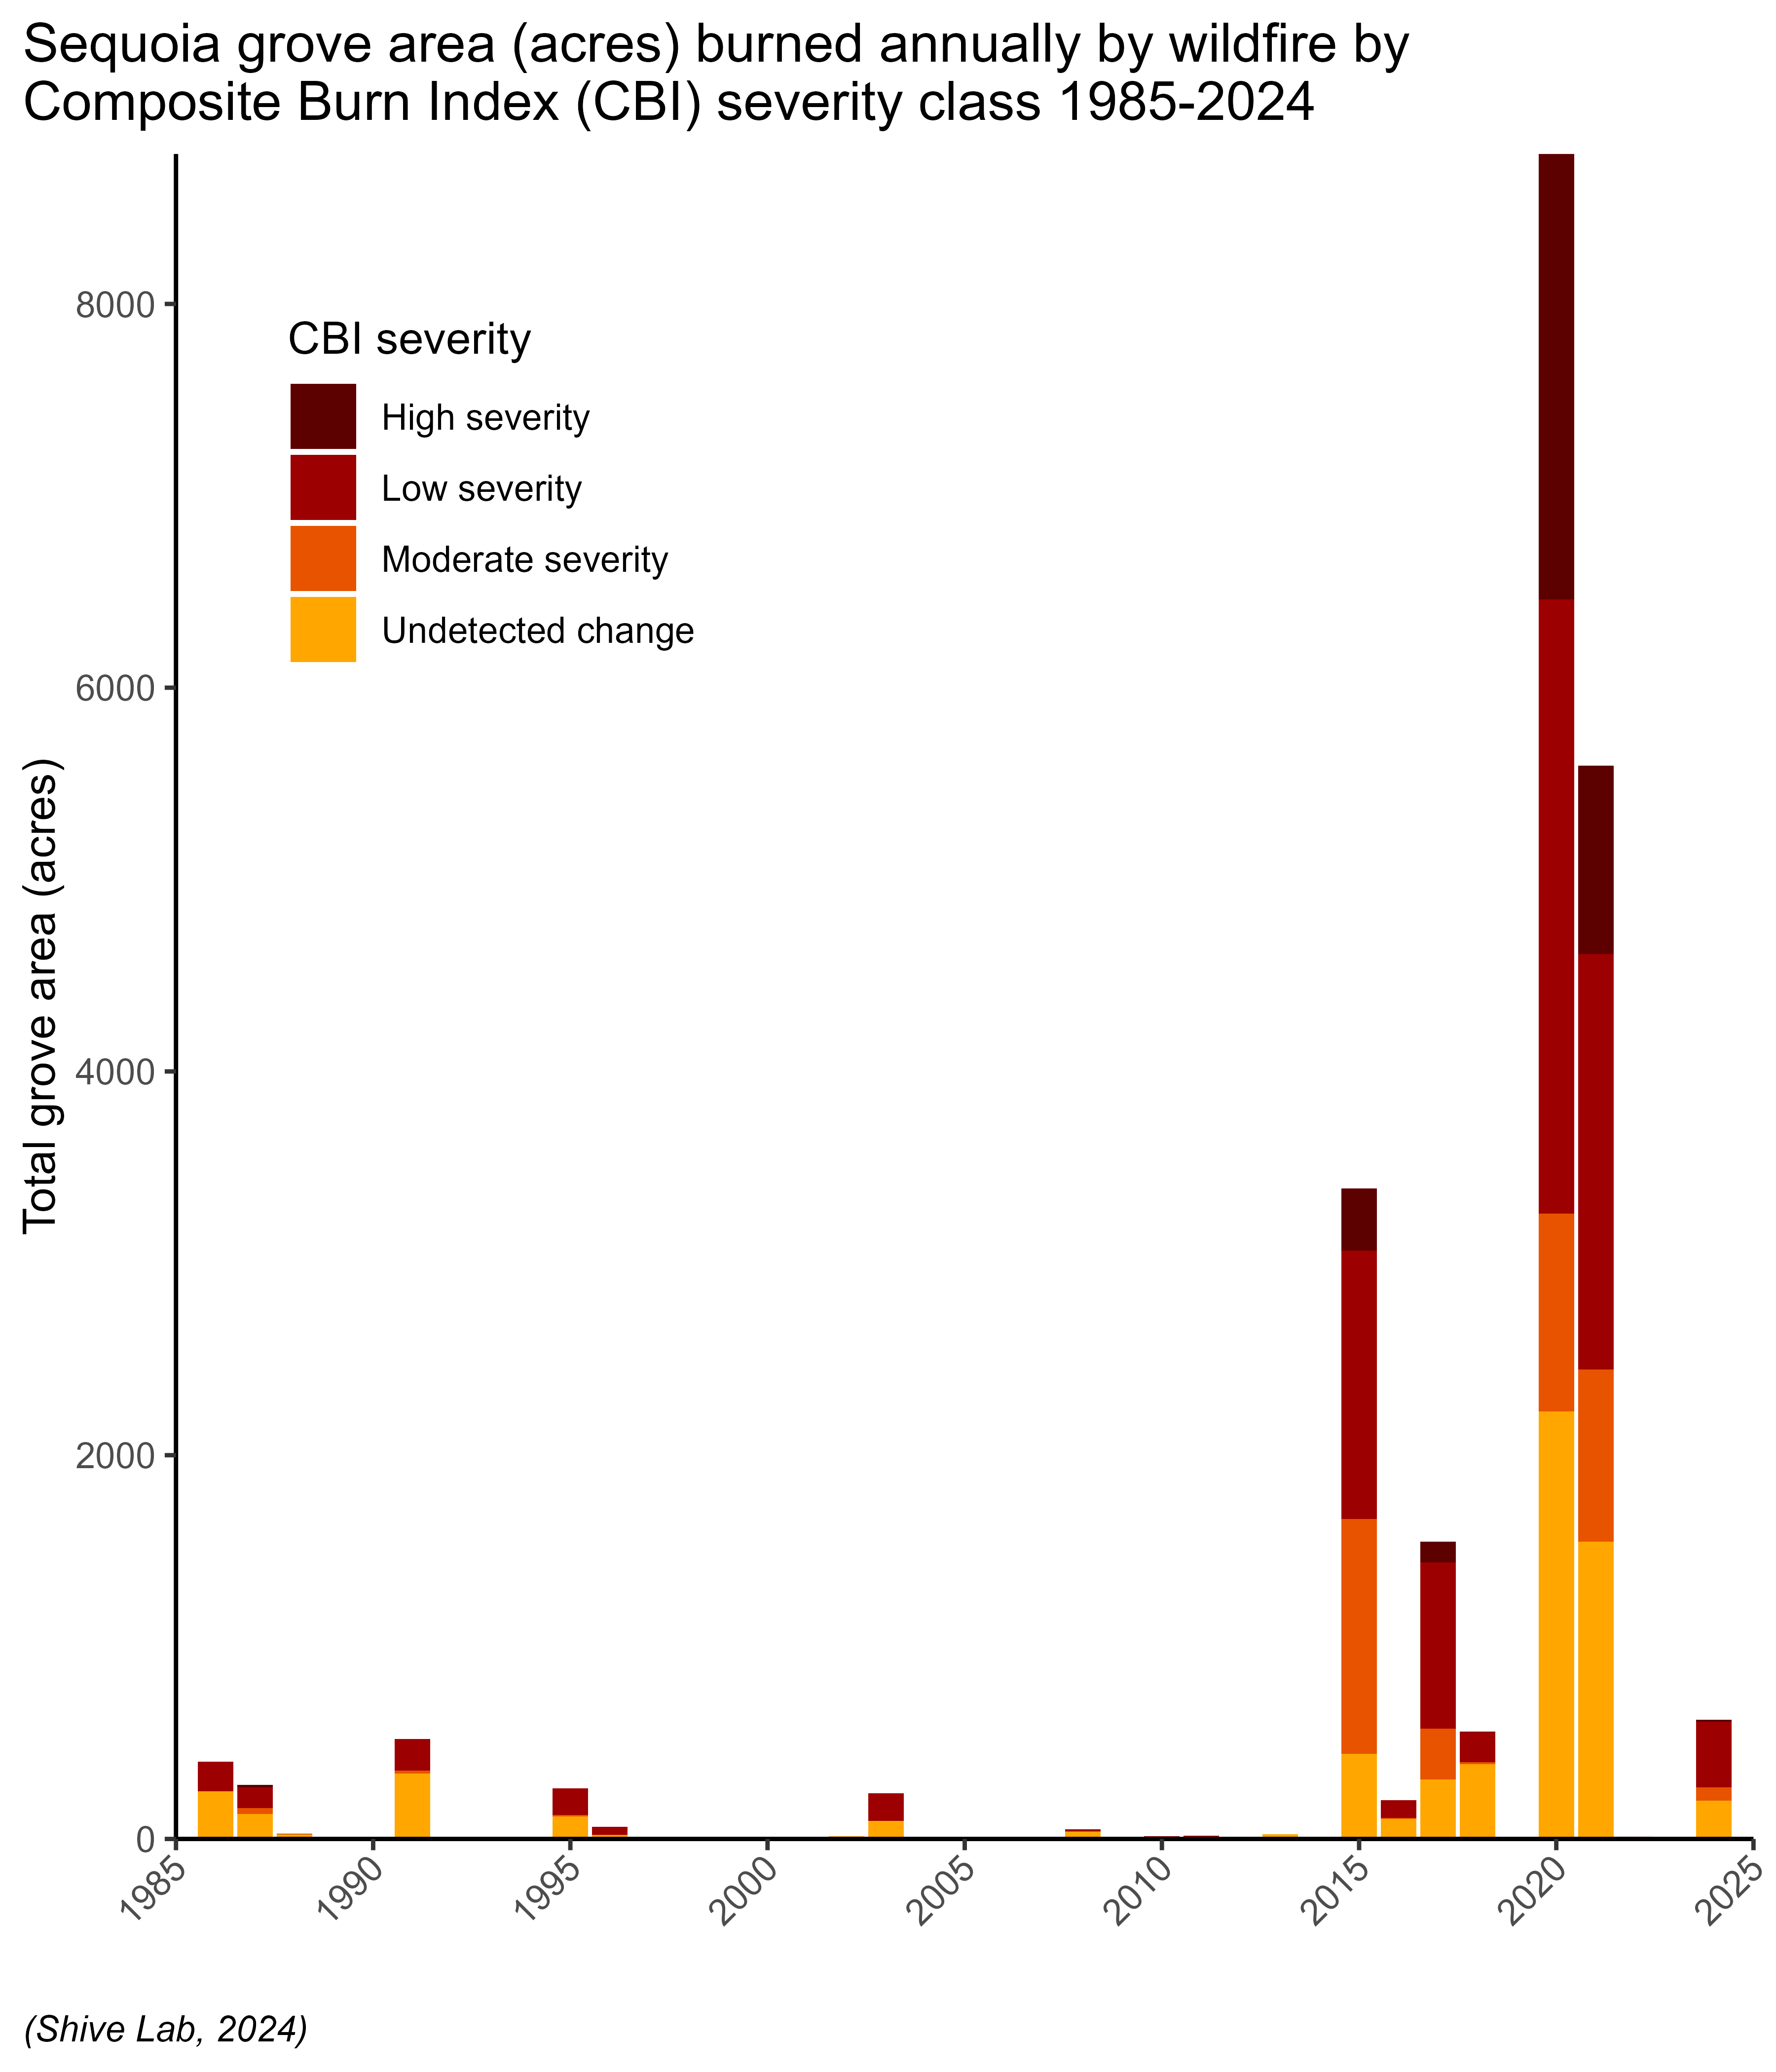 Sequoia grove area (acres) burned annually by wildfire by
Composite Burn Index (CBI) severity class 1985-2024
8000
6000
4000
2000
0
Total grove area (acres)
CBI severity
High severity
Low severity
Moderate severity
Undetected change
1985
1990
1995
2000
2005
2010
2015
2020
2025
(Shive Lab, 2024)